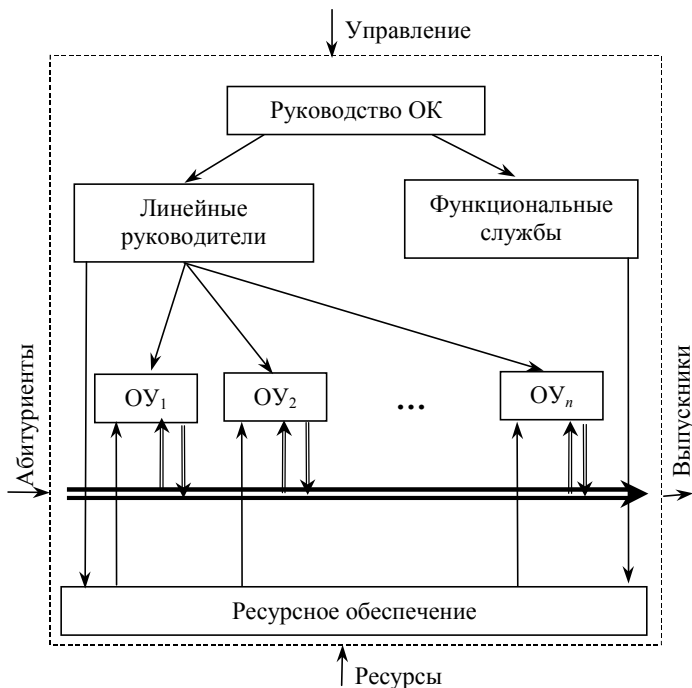 Управление
Руководство ОК
Линейные
руководители
Функциональные
службы
Абитуриенты
ОУ1
ОУ2
...
ОУn
Выпускники
Ресурсное обеспечение
Ресурсы